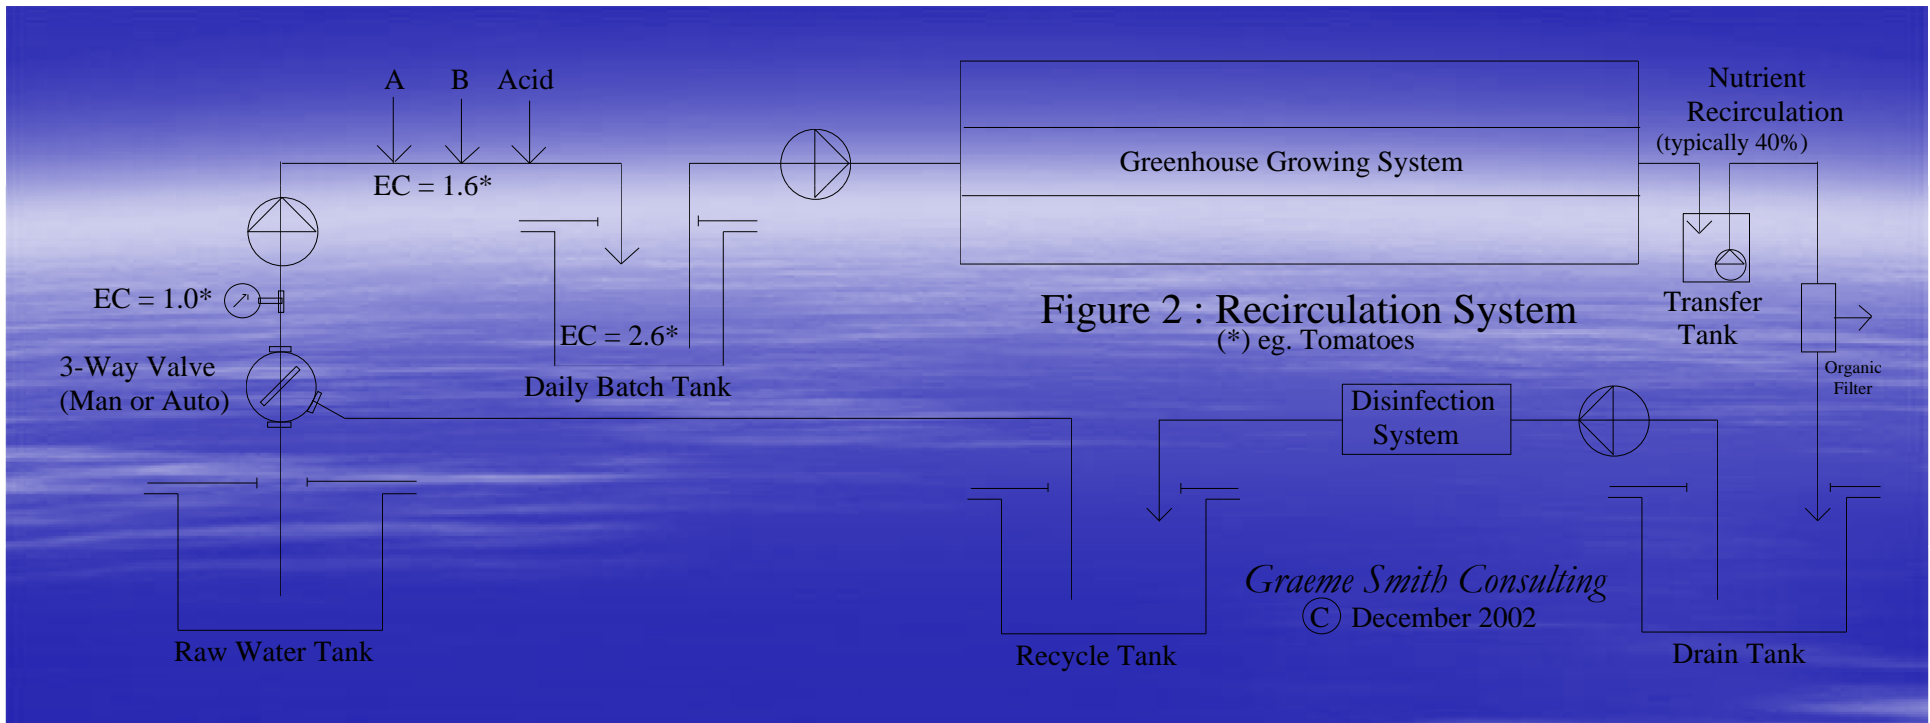 A
B
Acid
EC = 1.6*
Greenhouse Growing System
Nutrient
Recirculation
(typically 40%)
EC = 1.0*
Figure 2 : Recirculation System
(*) eg. Tomatoes
Transfer
Tank
EC = 2.6*
Daily Batch Tank
3-Way Valve
(Man or Auto)
Organic
Filter
Disinfection
System
Graeme Smith Consulting
© December 2002
Raw Water Tank
Recycle Tank
Drain Tank